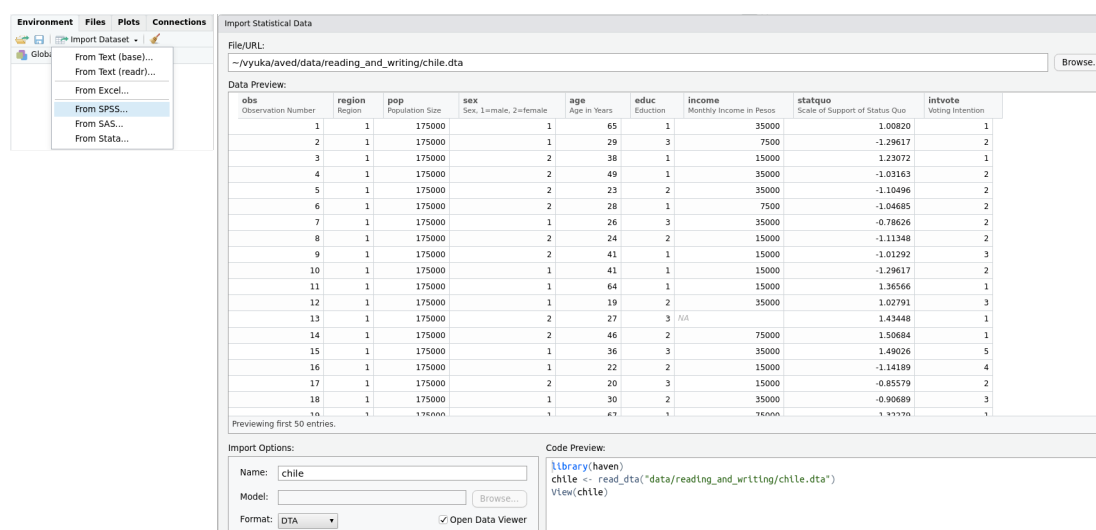 Environment Files Plots Connections
Import Dataset
Globa
From Text (base)...
From Text (readr)...
From Excel...
From SPSS...
From SAS...
From Stata...
Import Statistical Data
File/URL:
~/vyuka/aved/data/reading_and_writing/chile.dta
Browse.
Data Preview:
obs region pop sex age educ income statquo intvote
Observation Number Region Population Size Sex, 1=male, 2=female Age in Years Eduction Monthly Income in Pesos Scale of Support of Status Quo Voting Intention
1 1 175000 1 65 1 35000 1.00820 1
2 1 175000 1 29 3 7500 -1.29617 2
3 1 175000 2 38 1 15000 1.23072 1
4 1 175000 2 49 1 35000 -1.03163 2
5 1 175000 2 23 2 35000 -1.10496 2
6 1 175000 2 28 1 7500 -1.04685 2
7 1 175000 1 26 3 35000 -0.78626 2
8 1 175000 2 24 2 15000 -1.11348 2
9 1 175000 2 41 1 15000 -1.01292 3
10 1 175000 1 41 1 15000 -1.29617 2
11 1 175000 1 64 1 15000 1.36566 1
12 1 175000 1 19 2 35000 1.02791 3
13 1 175000 2 27 3 NA 1.43448 1
14 1 175000 2 46 2 75000 1.50684 1
15 1 175000 1 36 3 35000 1.49026 5
16 1 175000 1 22 2 15000 -1.14189 4
17 1 175000 2 20 3 15000 -0.85579 2
18 1 175000 1 30 2 35000 -0.90689 3
19 1 175000 1 67 1 75000 1.32279 1
Previewing first 50 entries.
Import Options:
Name: chile
Model: Browse...
Format: DTA Open Data Viewer
Code Preview:
library(haven)
chile <- read_dta("data/reading_and_writing/chile.dta")
View(chile)